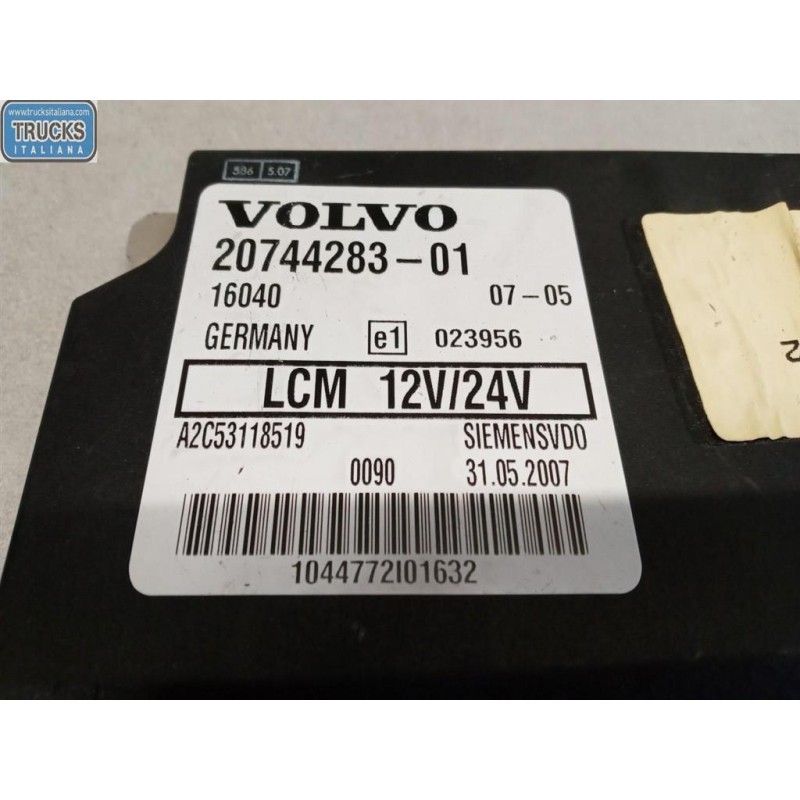 www.trucksitaliana.com
TRUCKS
ITALIANA
386 5.07
VOLVO
20744283-01
16040 07-05
GERMANY e1 023956
LCM 12V/24V
A2C53118519 SIEMENSVDO
0090 31.05.2007
1044772I01632
2